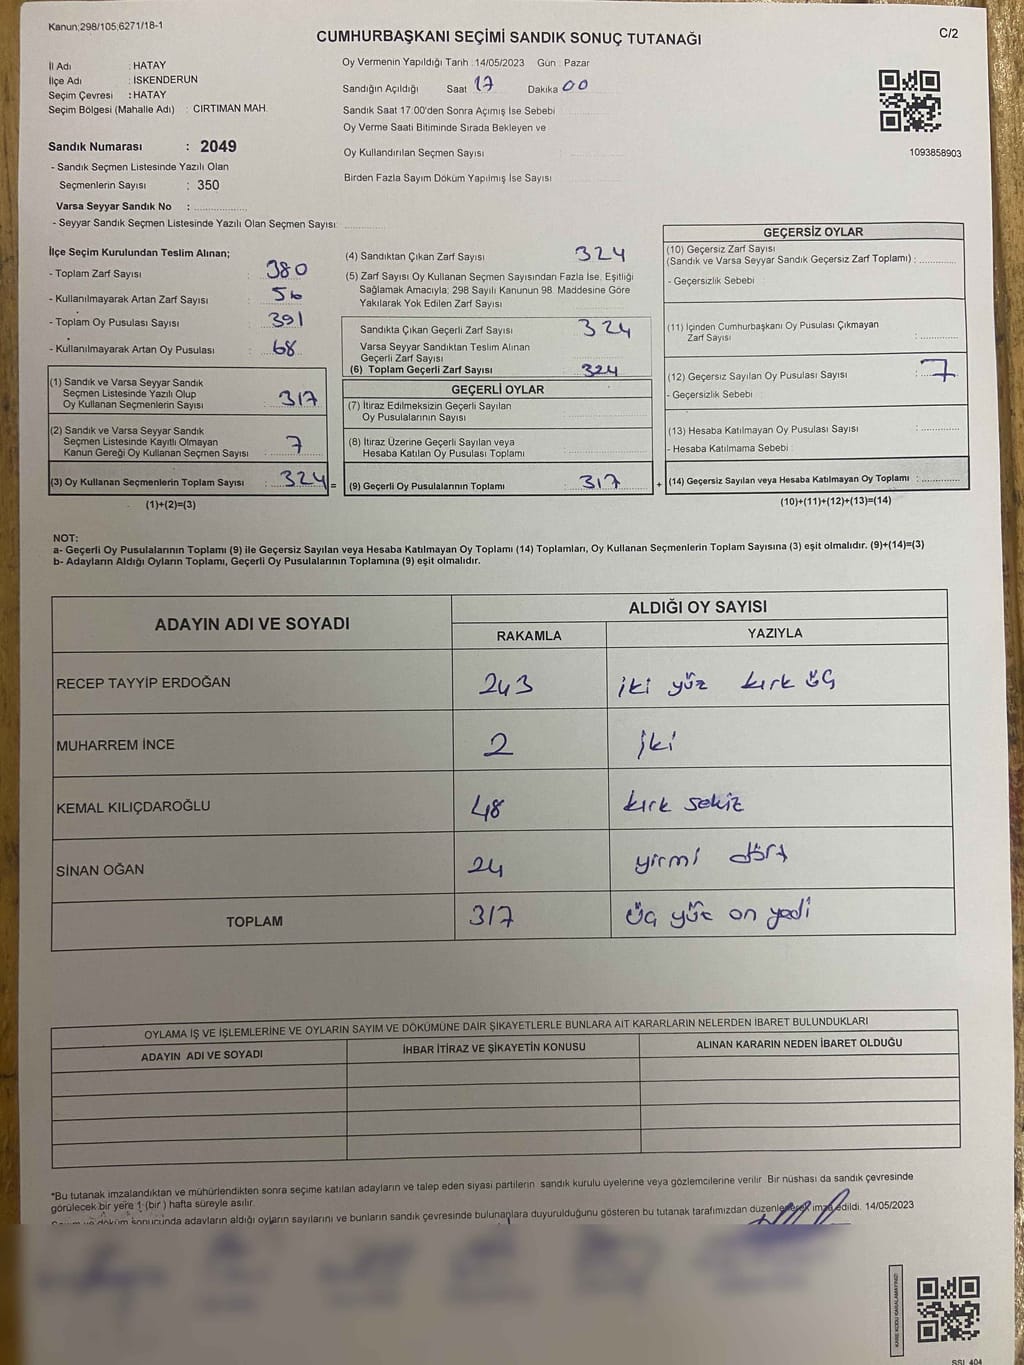 Kanun;298/105,6271/18-1
CUMHURBAŞKANI SEÇİMİ SANDIK SONUÇ TUTANAĞI
C/2
İl Adı : HATAY
İlçe Adı : İSKENDERUN
Seçim Çevresi : HATAY
Seçim Bölgesi (Mahalle Adı) : CIRTIMAN MAH.
Oy Vermenin Yapıldığı Tarih : 14/05/2023 Gün : Pazar
Sandığın Açıldığı Saat 17 Dakika 00
Sandık Saat 17:00'den Sonra Açımış İse Sebebi
Oy Verme Saati Bitiminde Sırada Bekleyen ve
Oy Kullandırılan Seçmen Sayısı :
Birden Fazla Sayım Döküm Yapılmış İse Sayısı :
1093858903
Sandık Numarası : 2049
- Sandık Seçmen Listesinde Yazılı Olan
Seçmenlerin Sayısı : 350
Varsa Seyyar Sandık No :
- Seyyar Sandık Seçmen Listesinde Yazılı Olan Seçmen Sayısı:
İlçe Seçim Kurulundan Teslim Alınan;
- Toplam Zarf Sayısı : 380
- Kullanılmayarak Artan Zarf Sayısı : 56
- Toplam Oy Pusulası Sayısı : 391
- Kullanılmayarak Artan Oy Pusulası : 68
(1) Sandık ve Varsa Seyyar Sandık
Seçmen Listesinde Yazılı Olup
Oy Kullanan Seçmenlerin Sayısı : 317
(2) Sandık ve Varsa Seyyar Sandık
Seçmen Listesinde Kayıtlı Olmayan
Kanun Gereği Oy Kullanan Seçmen Sayısı : 7
(3) Oy Kullanan Seçmenlerin Toplam Sayısı : 324 =
(1)+(2)=(3)
(4) Sandıktan Çıkan Zarf Sayısı 324
(5) Zarf Sayısı Oy Kullanan Seçmen Sayısından Fazla İse, Eşitliği
Sağlamak Amacıyla; 298 Sayılı Kanunun 98. Maddesine Göre
Yakılarak Yok Edilen Zarf Sayısı
Sandıkta Çıkan Geçerli Zarf Sayısı 324
Varsa Seyyar Sandıktan Teslim Alınan
Geçerli Zarf Sayısı
(6) Toplam Geçerli Zarf Sayısı 324
GEÇERLİ OYLAR
(7) İtiraz Edilmeksizin Geçerli Sayılan
Oy Pusulalarının Sayısı
(8) İtiraz Üzerine Geçerli Sayılan veya
Hesaba Katılan Oy Pusulası Toplamı
(9) Geçerli Oy Pusulalarının Toplamı : 317 +
GEÇERSİZ OYLAR
(10) Geçersiz Zarf Sayısı
(Sandık ve Varsa Seyyar Sandık Geçersiz Zarf Toplamı) :
- Geçersizlik Sebebi
(11) İçinden Cumhurbaşkanı Oy Pusulası Çıkmayan
Zarf Sayısı :
(12) Geçersiz Sayılan Oy Pusulası Sayısı : 7
- Geçersizlik Sebebi
(13) Hesaba Katılmayan Oy Pusulası Sayısı :
- Hesaba Katılmama Sebebi :
(14) Geçersiz Sayılan veya Hesaba Katılmayan Oy Toplamı :
(10)+(11)+(12)+(13)=(14)
NOT:
a- Geçerli Oy Pusulalarının Toplamı (9) ile Geçersiz Sayılan veya Hesaba Katılmayan Oy Toplamı (14) Toplamları, Oy Kullanan Seçmenlerin Toplam Sayısına (3) eşit olmalıdır. (9)+(14)=(3)
b- Adayların Aldığı Oyların Toplamı, Geçerli Oy Pusulalarının Toplamına (9) eşit olmalıdır.
ADAYIN ADI VE SOYADI
ALDIĞI OY SAYISI
RAKAMLA YAZIYLA
RECEP TAYYİP ERDOĞAN 243 iki yüz kırk üç
MUHARREM İNCE 2 iki
KEMAL KILIÇDAROĞLU 48 kırk sekiz
SİNAN OĞAN 24 yirmi dört
TOPLAM 317 üç yüz on yedi
OYLAMA İŞ VE İŞLEMLERİNE VE OYLARIN SAYIM VE DÖKÜMÜNE DAİR ŞİKAYETLERLE BUNLARA AİT KARARLARIN NELERDEN İBARET BULUNDUKLARI
ADAYIN ADI VE SOYADI İHBAR İTİRAZ VE ŞİKAYETİN KONUSU ALINAN KARARIN NEDEN İBARET OLDUĞU
*Bu tutanak imzalandıktan ve mühürlendikten sonra seçime katılan adayların ve talep eden siyasi partilerin sandık kurulu üyelerine veya gözlemcilerine verilir. Bir nüshası da sandık çevresinde
görülecek bir yere 1 (bir) hafta süreyle asılır.
döküm sonucunda adayların aldığı oyların sayılarını ve bunların sandık çevresinde bulunanlara duyurulduğunu gösteren bu tutanak tarafımızdan düzenlenerek imza edildi. 14/05/2023